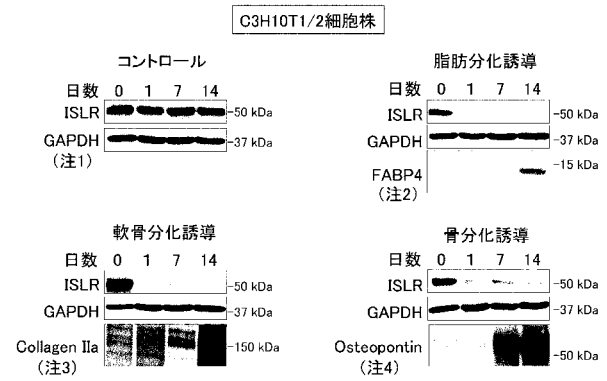 C3H10T1/2細胞株
コントロール
日数 0 1 7 14
ISLR -50 kDa
GAPDH -37 kDa
(注1)
脂肪分化誘導
日数 0 1 7 14
ISLR -50 kDa
GAPDH -37 kDa
-15 kDa
FABP4
(注2)
軟骨分化誘導
日数 0 1 7 14
ISLR -50 kDa
GAPDH -37 kDa
Collagen IIa -150 kDa
(注3)
骨分化誘導
日数 0 1 7 14
ISLR -50 kDa
GAPDH -37 kDa
Osteopontin -50 kDa
(注4)